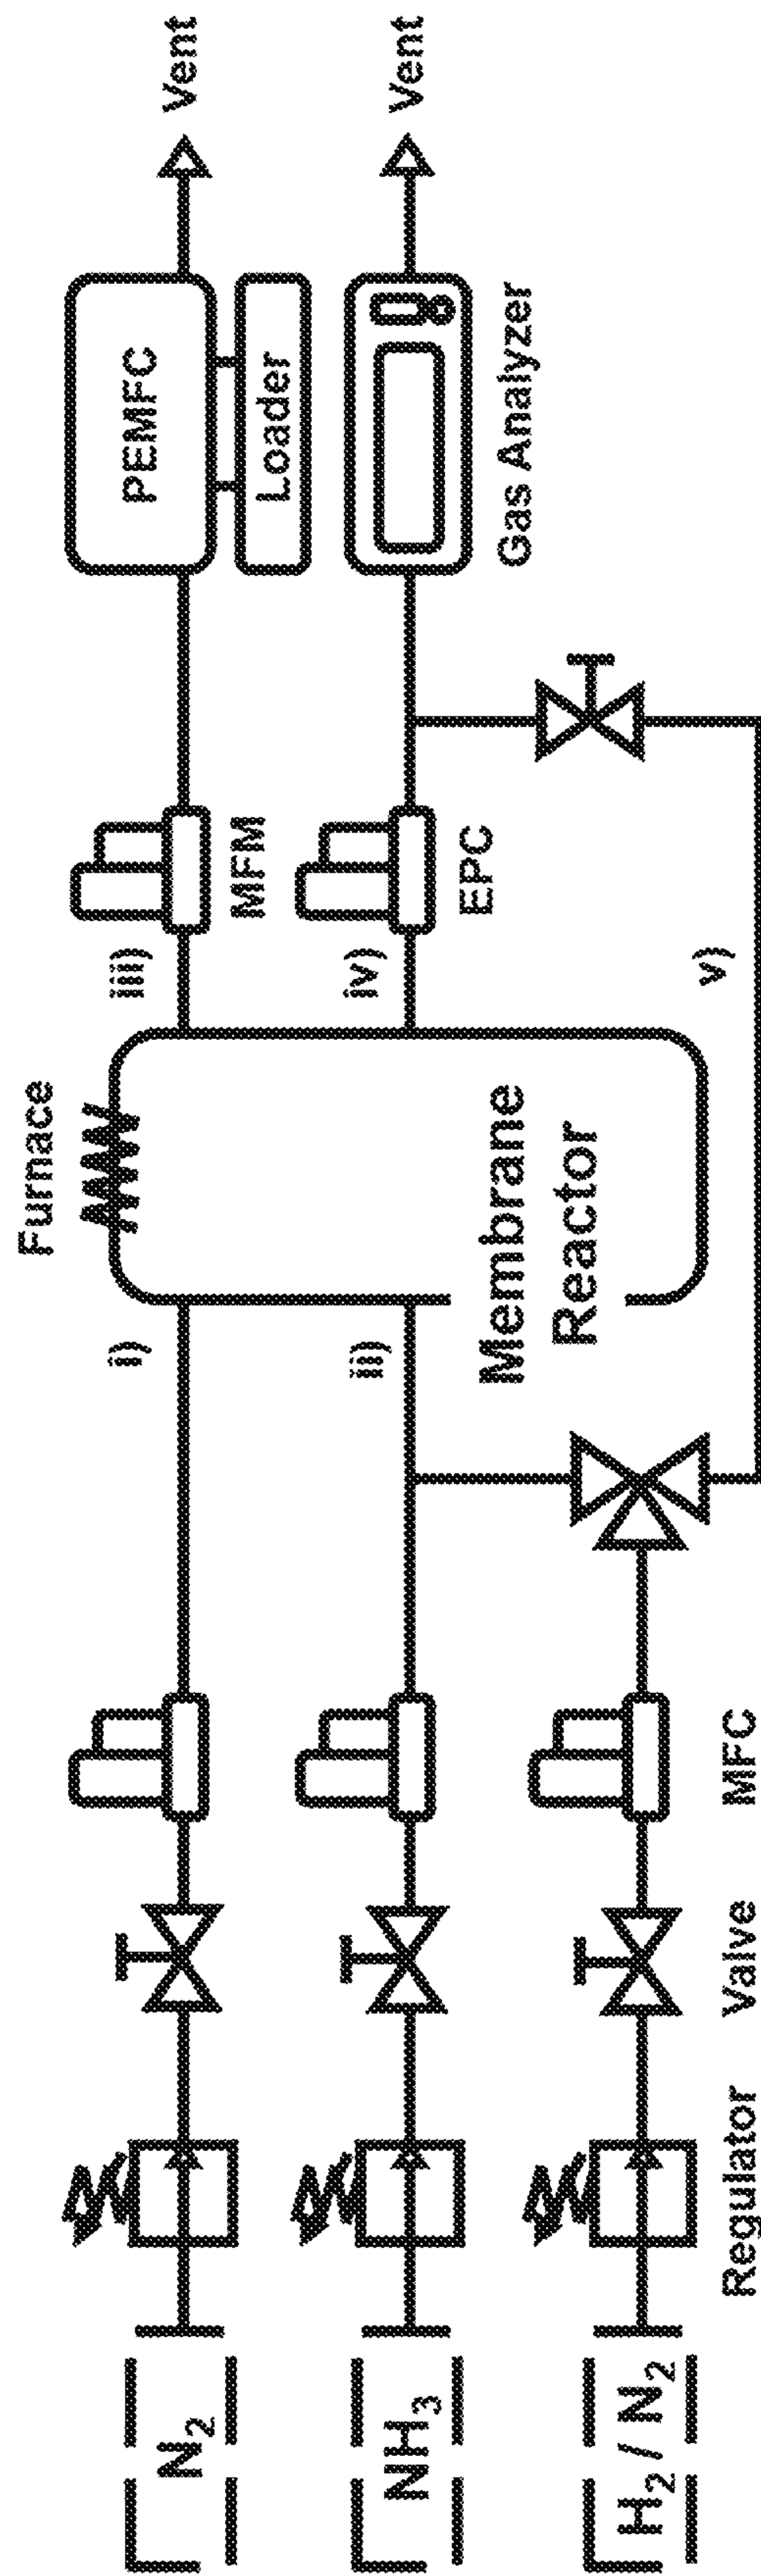 Furnace
N2
i)
iii)
PEMFC
Vent
MFM
Loader
NH3
ii)
iv)
Vent
EPC
Gas Analyzer
Membrane
Reactor
H2 / N2
v)
Regulator
Valve
MFC